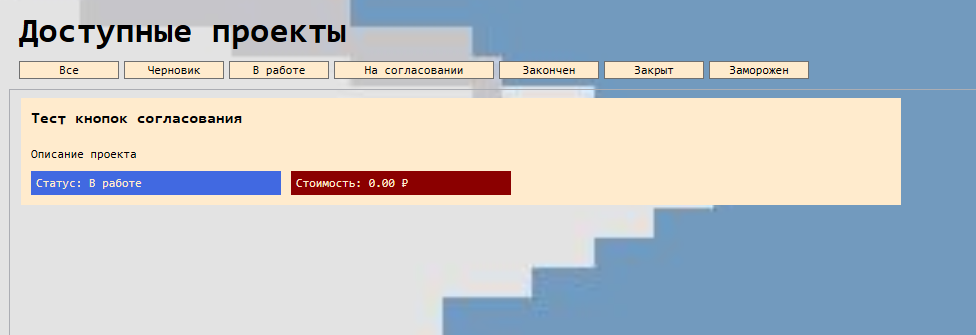 Доступные проекты
Все Черновик В работе На согласовании Закончен Закрыт Заморожен
Тест кнопок согласования
Описание проекта
Статус: В работе Стоимость: 0.00 ₽